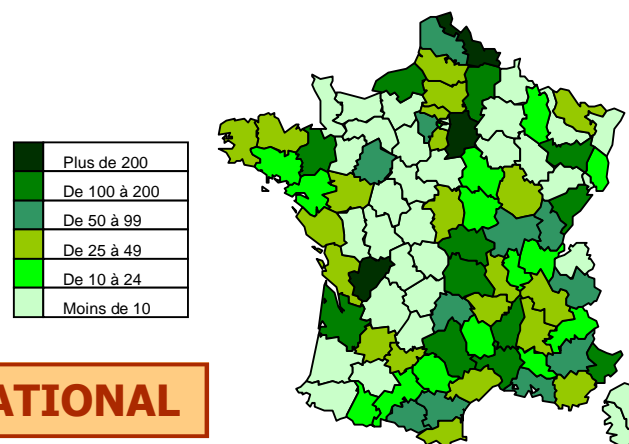 Plus de 200
De 100 à 200
De 50 à 99
De 25 à 49
De 10 à 24
Moins de 10
ATIONAL